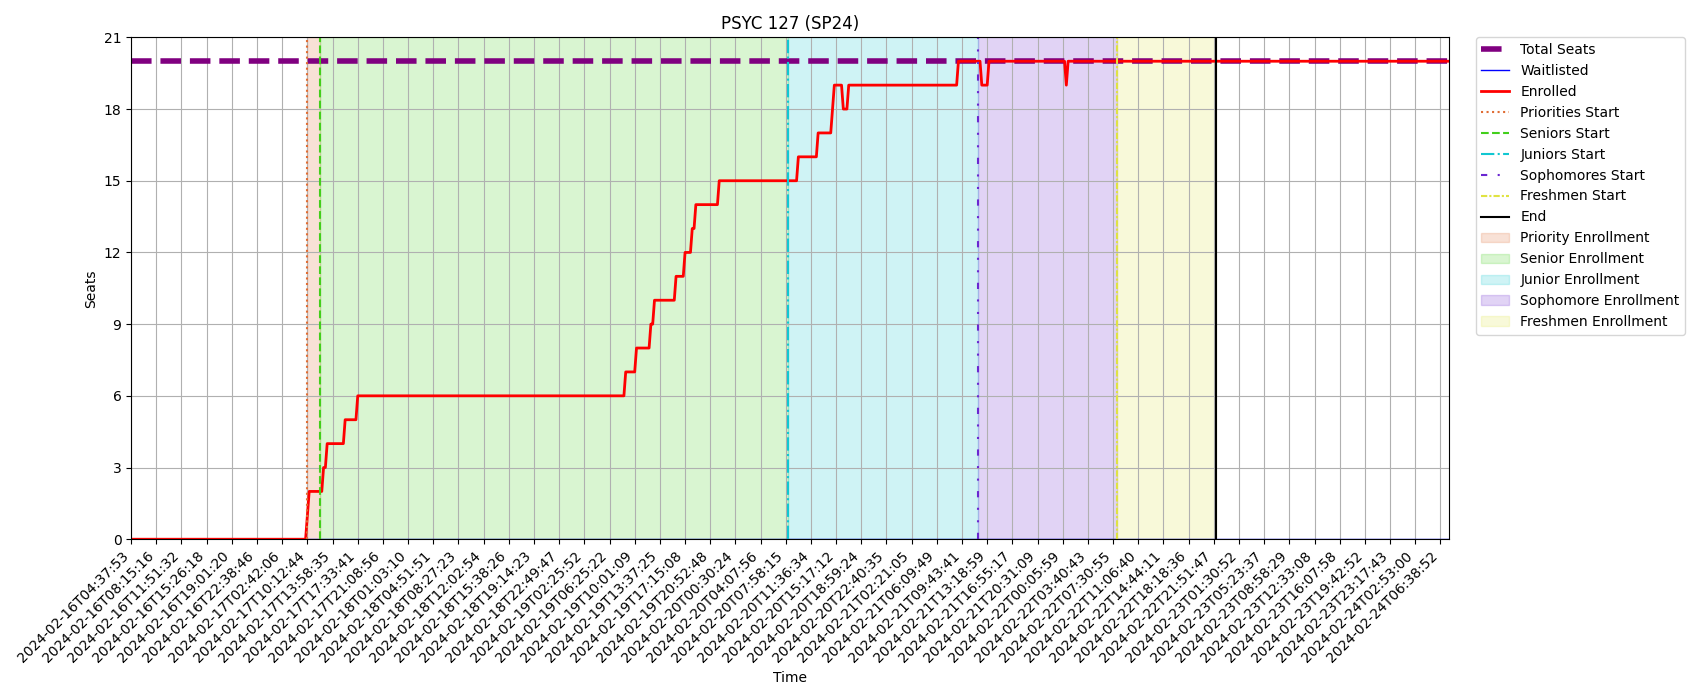 PSYC 127 (SP24)
21
18
15
12
9
6
3
0
Seats
2024-02-16T04:37:53
2024-02-16T08:15:16
2024-02-16T11:51:32
2024-02-16T15:26:18
2024-02-16T19:01:20
2024-02-16T22:38:46
2024-02-17T02:42:06
2024-02-17T10:12:44
2024-02-17T13:58:35
2024-02-17T17:33:41
2024-02-17T21:08:56
2024-02-18T01:03:10
2024-02-18T04:51:51
2024-02-18T08:27:23
2024-02-18T12:02:54
2024-02-18T15:38:26
2024-02-18T19:14:23
2024-02-18T22:49:47
2024-02-19T02:25:52
2024-02-19T06:25:22
2024-02-19T10:01:09
2024-02-19T13:37:25
2024-02-19T17:15:08
2024-02-19T20:52:48
2024-02-20T00:30:24
2024-02-20T04:07:56
2024-02-20T07:58:15
2024-02-20T11:36:34
2024-02-20T15:17:12
2024-02-20T18:59:24
2024-02-20T22:40:35
2024-02-21T02:21:05
2024-02-21T06:09:49
2024-02-21T09:43:41
2024-02-21T13:18:59
2024-02-21T16:55:17
2024-02-21T20:31:09
2024-02-22T00:05:59
2024-02-22T03:40:43
2024-02-22T07:30:55
2024-02-22T11:06:40
2024-02-22T14:44:11
2024-02-22T18:18:36
2024-02-22T21:51:47
2024-02-23T01:30:52
2024-02-23T05:23:37
2024-02-23T08:58:29
2024-02-23T12:33:08
2024-02-23T16:07:58
2024-02-23T19:42:52
2024-02-23T23:17:43
2024-02-24T02:53:00
2024-02-24T06:38:52
Time
Total Seats
Waitlisted
Enrolled
Priorities Start
Seniors Start
Juniors Start
Sophomores Start
Freshmen Start
End
Priority Enrollment
Senior Enrollment
Junior Enrollment
Sophomore Enrollment
Freshmen Enrollment